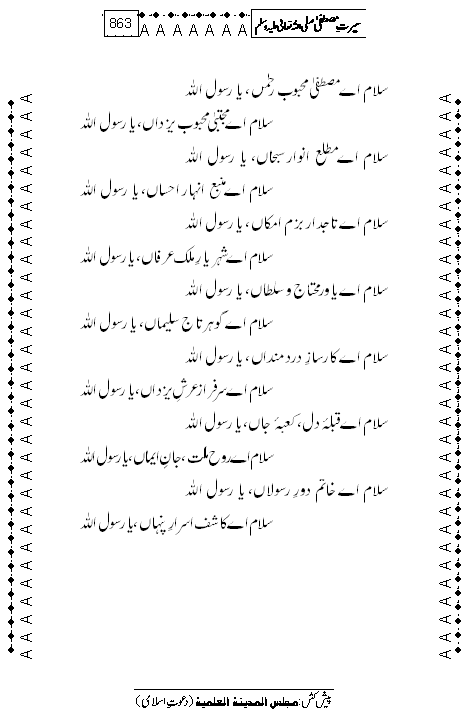 سیرتِ مصطفیٰ صلی اللہ تعالیٰ علیہ وسلم 863
سلام اے مصطفیٰ محبوب رحمٰں، یا رسول اللہ
سلام اے مجتبیٰ محبوب یزداں، یا رسول اللہ
سلام اے مطلع انوار سبحاں، یا رسول اللہ
سلام اے منبع انہار احساں، یا رسول اللہ
سلام اے تاجدار بزم امکاں، یا رسول اللہ
سلام اے شہر یارِ ملک عرفاں، یا رسول اللہ
سلام اے یاور محتاج و سلطاں، یا رسول اللہ
سلام اے گوہر تاج سلیماں، یا رسول اللہ
سلام اے کارسازِ دردمنداں، یا رسول اللہ
سلام اے سرفراز عرشِ یزداں، یا رسول اللہ
سلام اے قبلۂ دل، کعبۂ جاں، یا رسول اللہ
سلام اے روح ملت، جانِ ایماں، یا رسول اللہ
سلام اے خاتم دورِ رسولاں، یا رسول اللہ
سلام اے کاشف اسرارِ پنہاں، یا رسول اللہ
پیش کش: مجلس المدینة العلمیة (دعوتِ اسلامی)